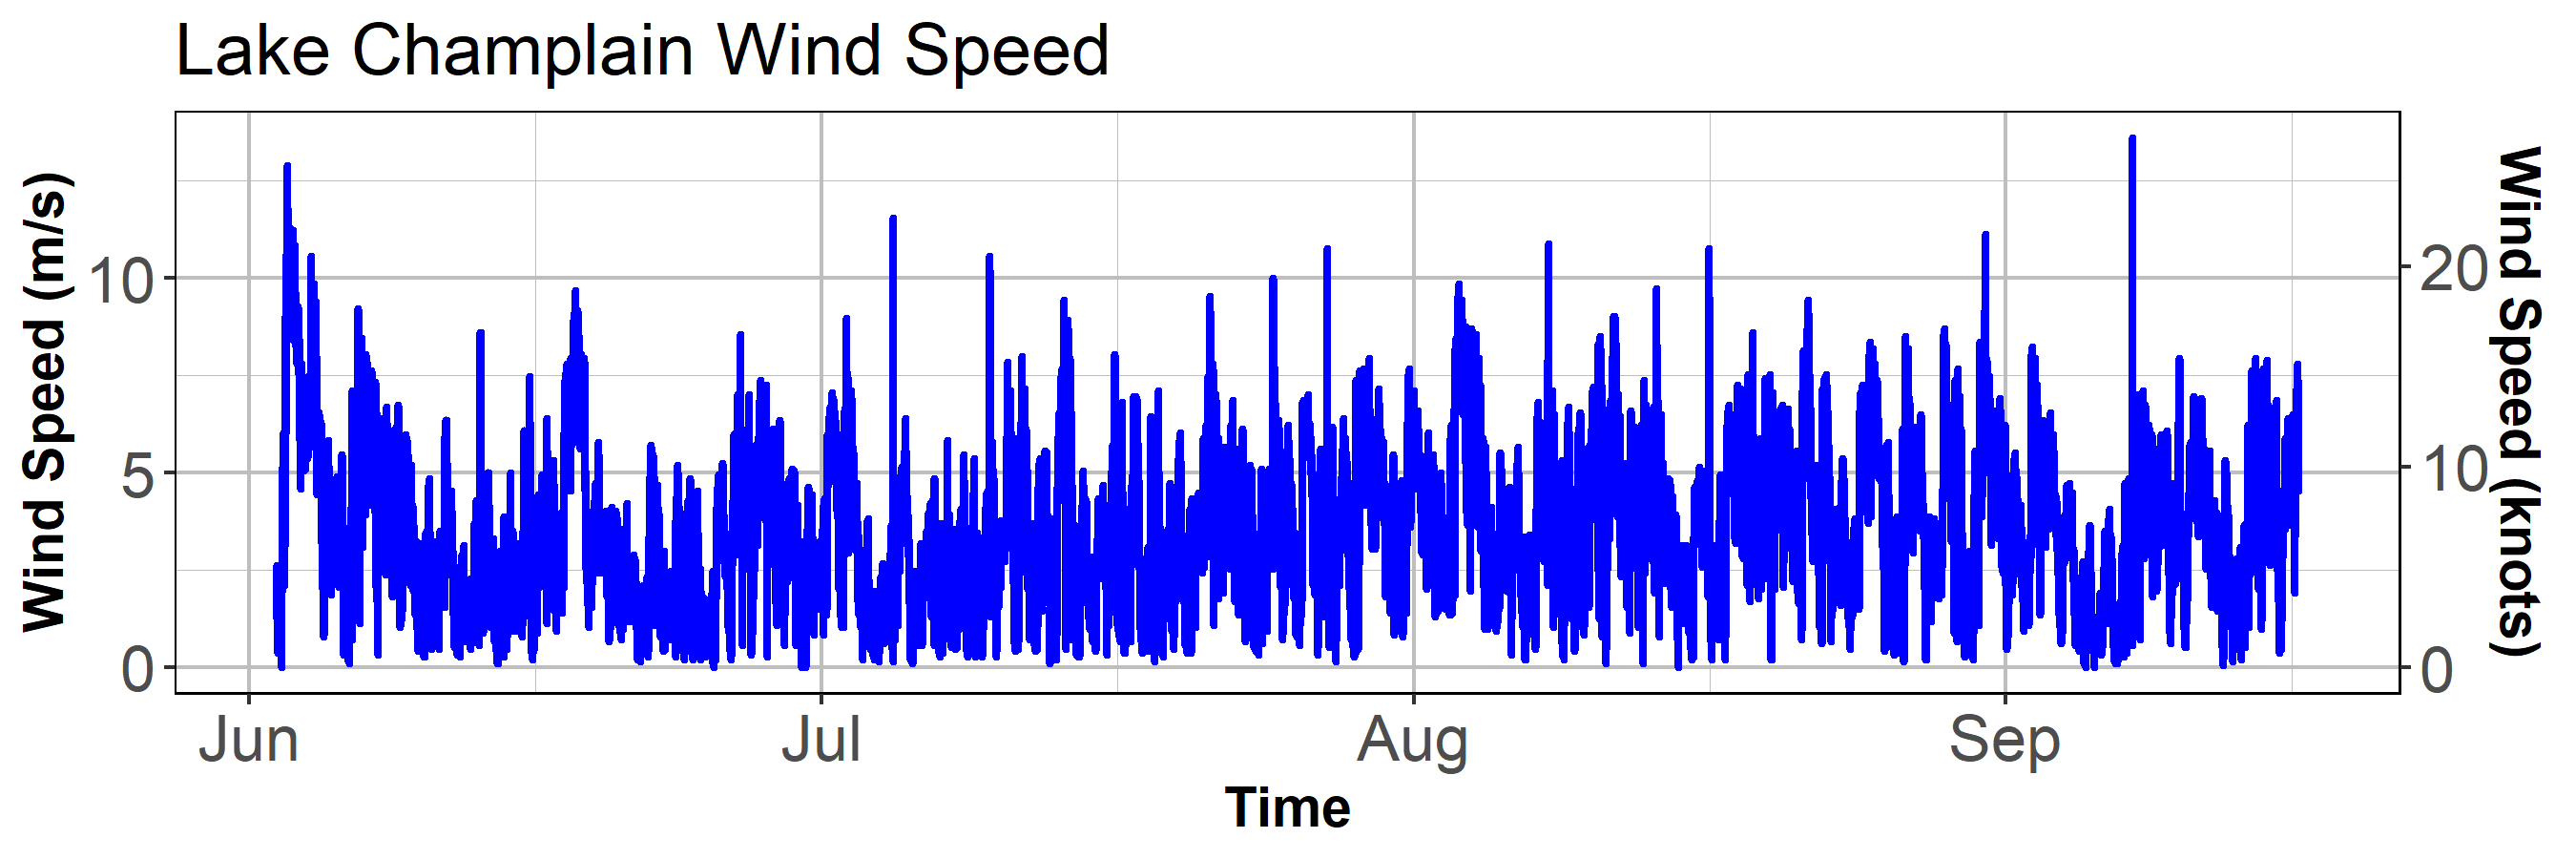 Lake Champlain Wind Speed
Wind Speed (m/s)
10
5
0
20
10
0
Wind Speed (knots)
Jun Jul Aug Sep
Time